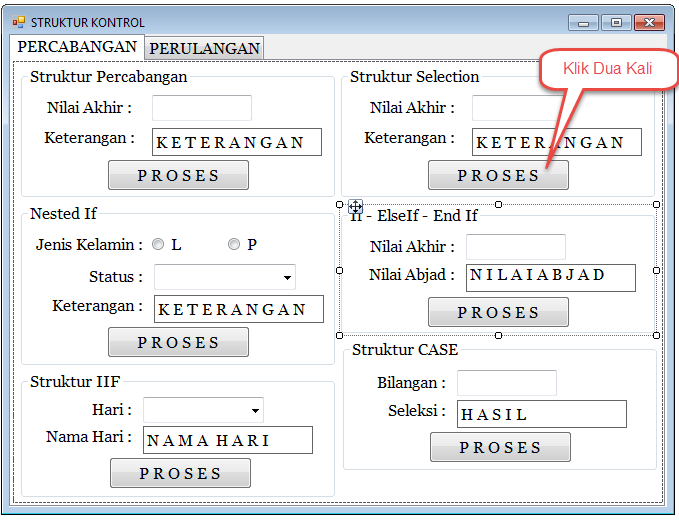 STRUKTUR KONTROL
PERCABANGAN PERULANGAN
Klik Dua Kali
Struktur Percabangan
Nilai Akhir :
Keterangan : K E T E R A N G A N
P R O S E S
Struktur Selection
Nilai Akhir :
Keterangan : K E T E R A N G A N
P R O S E S
Nested If
Jenis Kelamin : L P
Status :
Keterangan : K E T E R A N G A N
P R O S E S
If - ElseIf - End If
Nilai Akhir :
Nilai Abjad : N I L A I A B J A D
P R O S E S
Struktur IIF
Hari :
Nama Hari : N A M A H A R I
P R O S E S
Struktur CASE
Bilangan :
Seleksi : H A S I L
P R O S E S